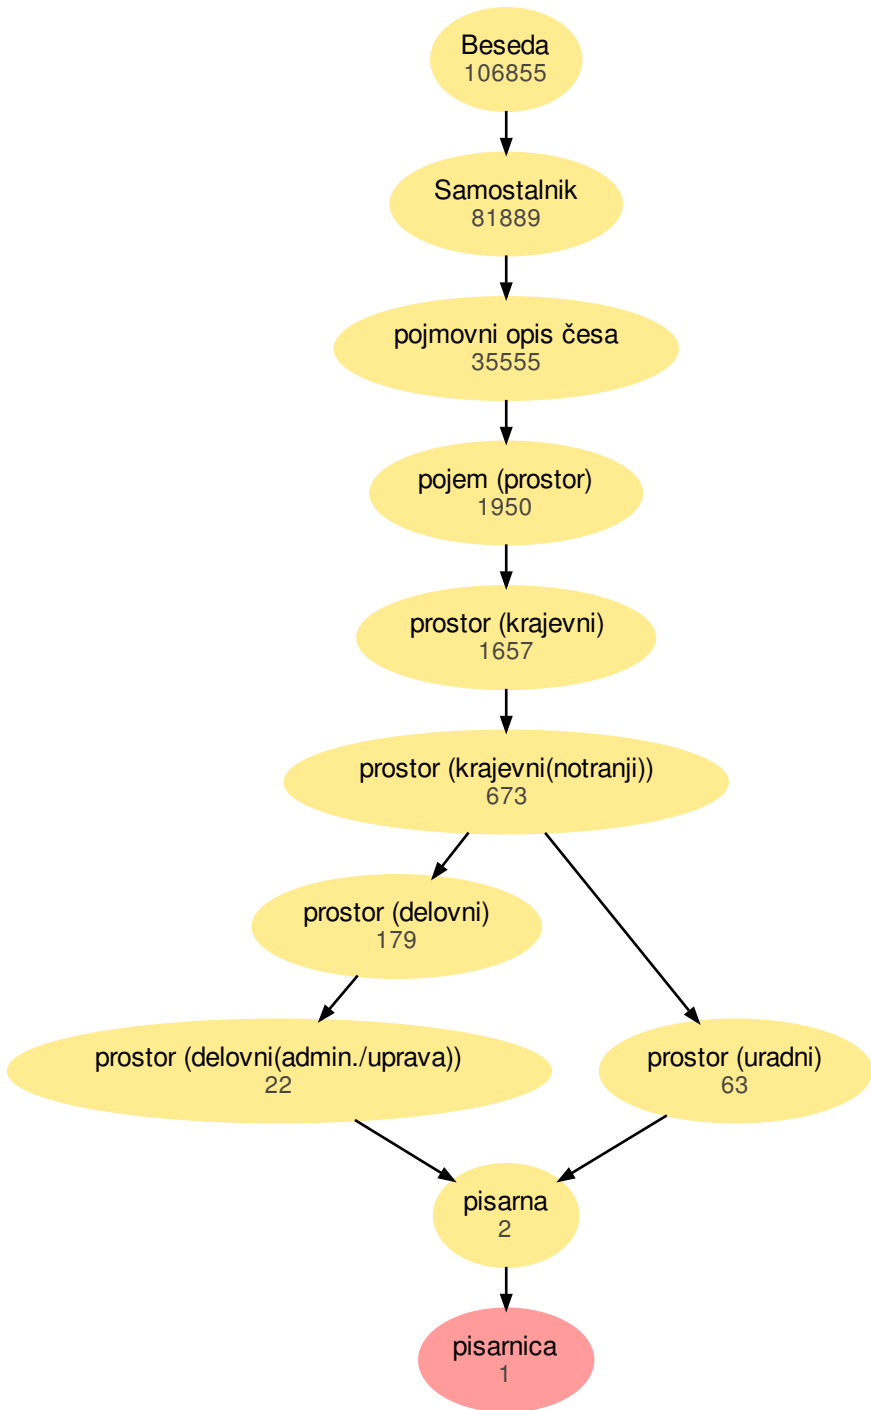 Beseda
106855
Samostalnik
81889
pojmovni opis česa
35555
pojem (prostor)
1950
prostor (krajevni)
1657
prostor (krajevni(notranji))
673
prostor (delovni)
179
prostor (delovni(admin./uprava))
22
prostor (uradni)
63
pisarna
2
pisarnica
1